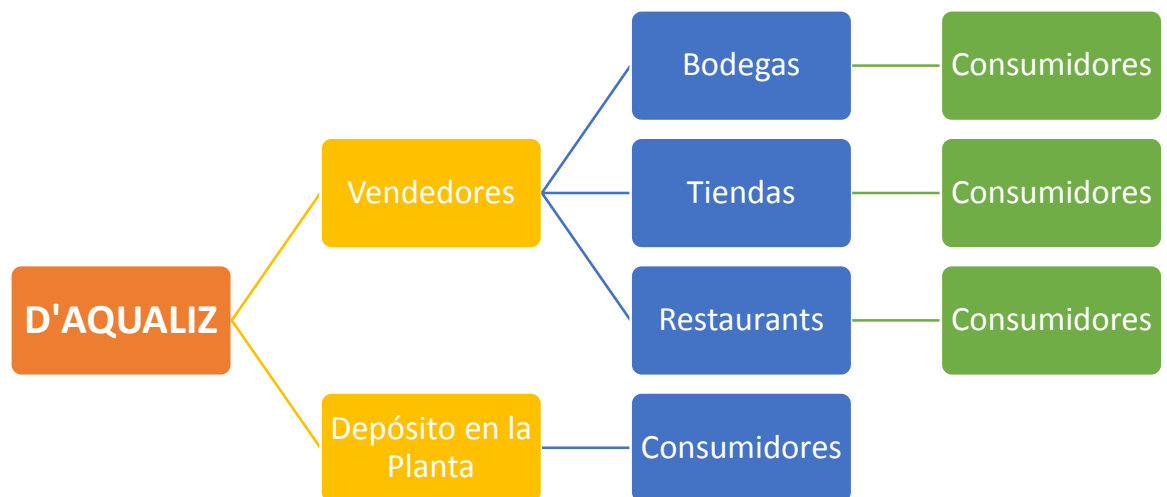 Bodegas
Consumidores
Vendedores
Tiendas
Consumidores
D'AQUALIZ
Restaurants
Consumidores
Depósito en la
Planta
Consumidores